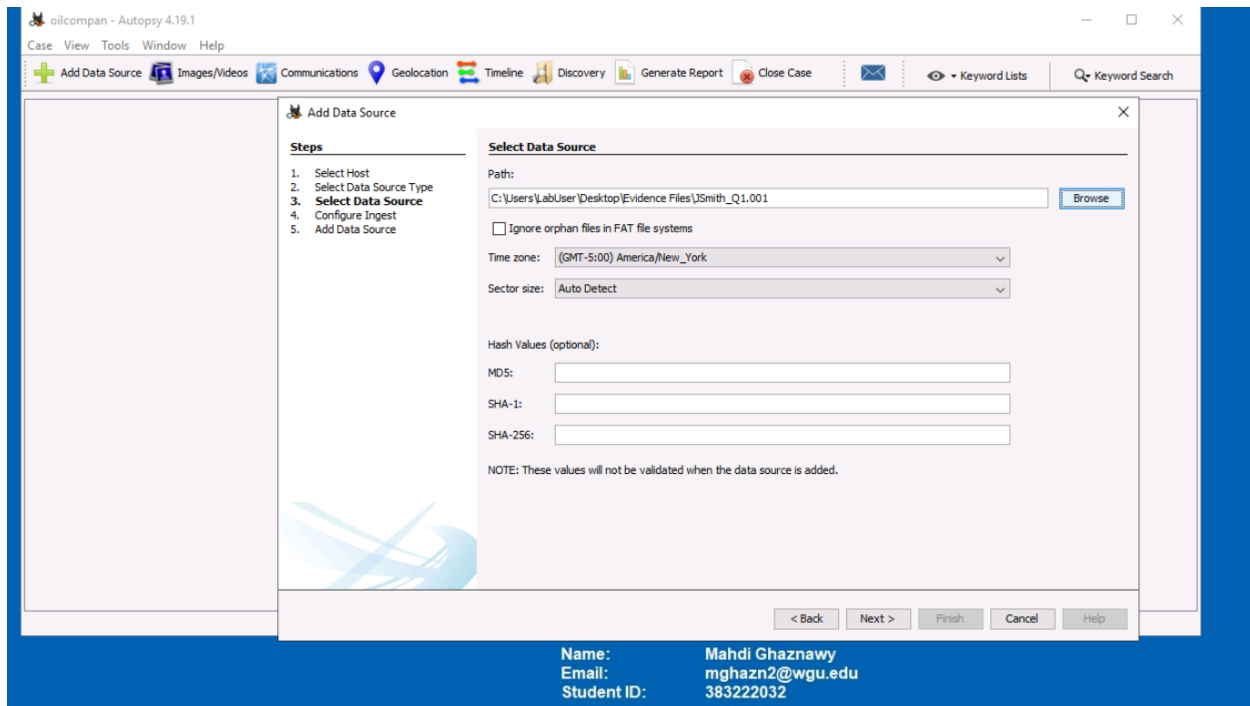 oilcompan - Autopsy 4.19.1
Case View Tools Window Help
Add Data Source Images/Videos Communications Geolocation Timeline Discovery Generate Report Close Case Keyword Lists Keyword Search
Add Data Source
Steps
1. Select Host
2. Select Data Source Type
3. Select Data Source
4. Configure Ingest
5. Add Data Source
Select Data Source
Path:
C:\Users\LabUser\Desktop\Evidence Files\JSmith_Q1.001 Browse
Ignore orphan files in FAT file systems
Time zone: (GMT-5:00) America/New_York
Sector size: Auto Detect
Hash Values (optional):
MD5:
SHA-1:
SHA-256:
NOTE: These values will not be validated when the data source is added.
< Back Next > Finish Cancel Help
Name: Mahdi Ghaznawy
Email: mghazn2@wgu.edu
Student ID: 383222032